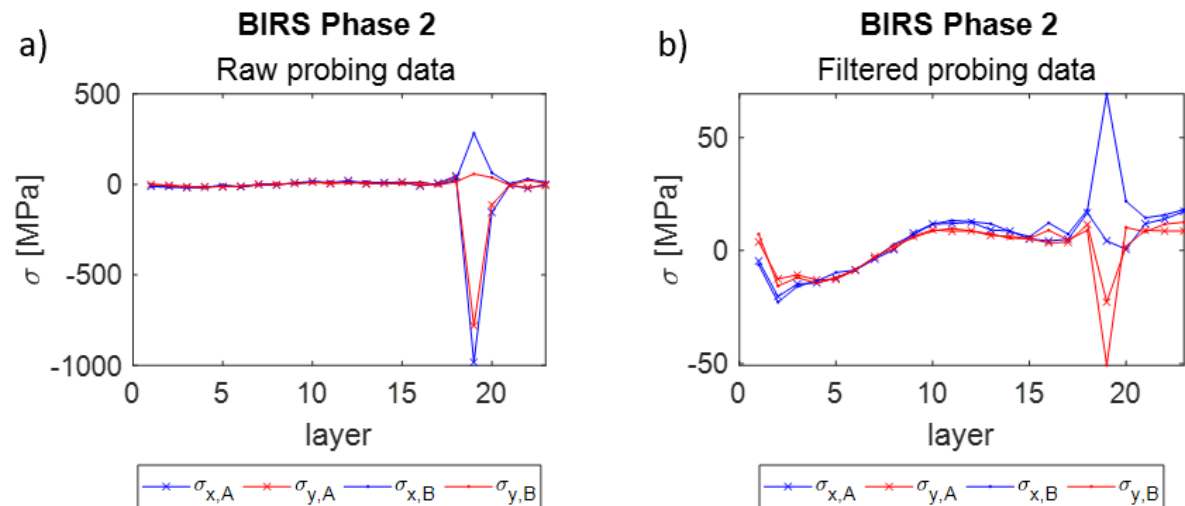 a)
BIRS Phase 2
Raw probing data
500
0
-500
-1000
σ [MPa]
0 5 10 15 20
layer
σx,A σy,A σx,B σy,B
b)
BIRS Phase 2
Filtered probing data
50
0
-50
σ [MPa]
0 5 10 15 20
layer
σx,A σy,A σx,B σy,B